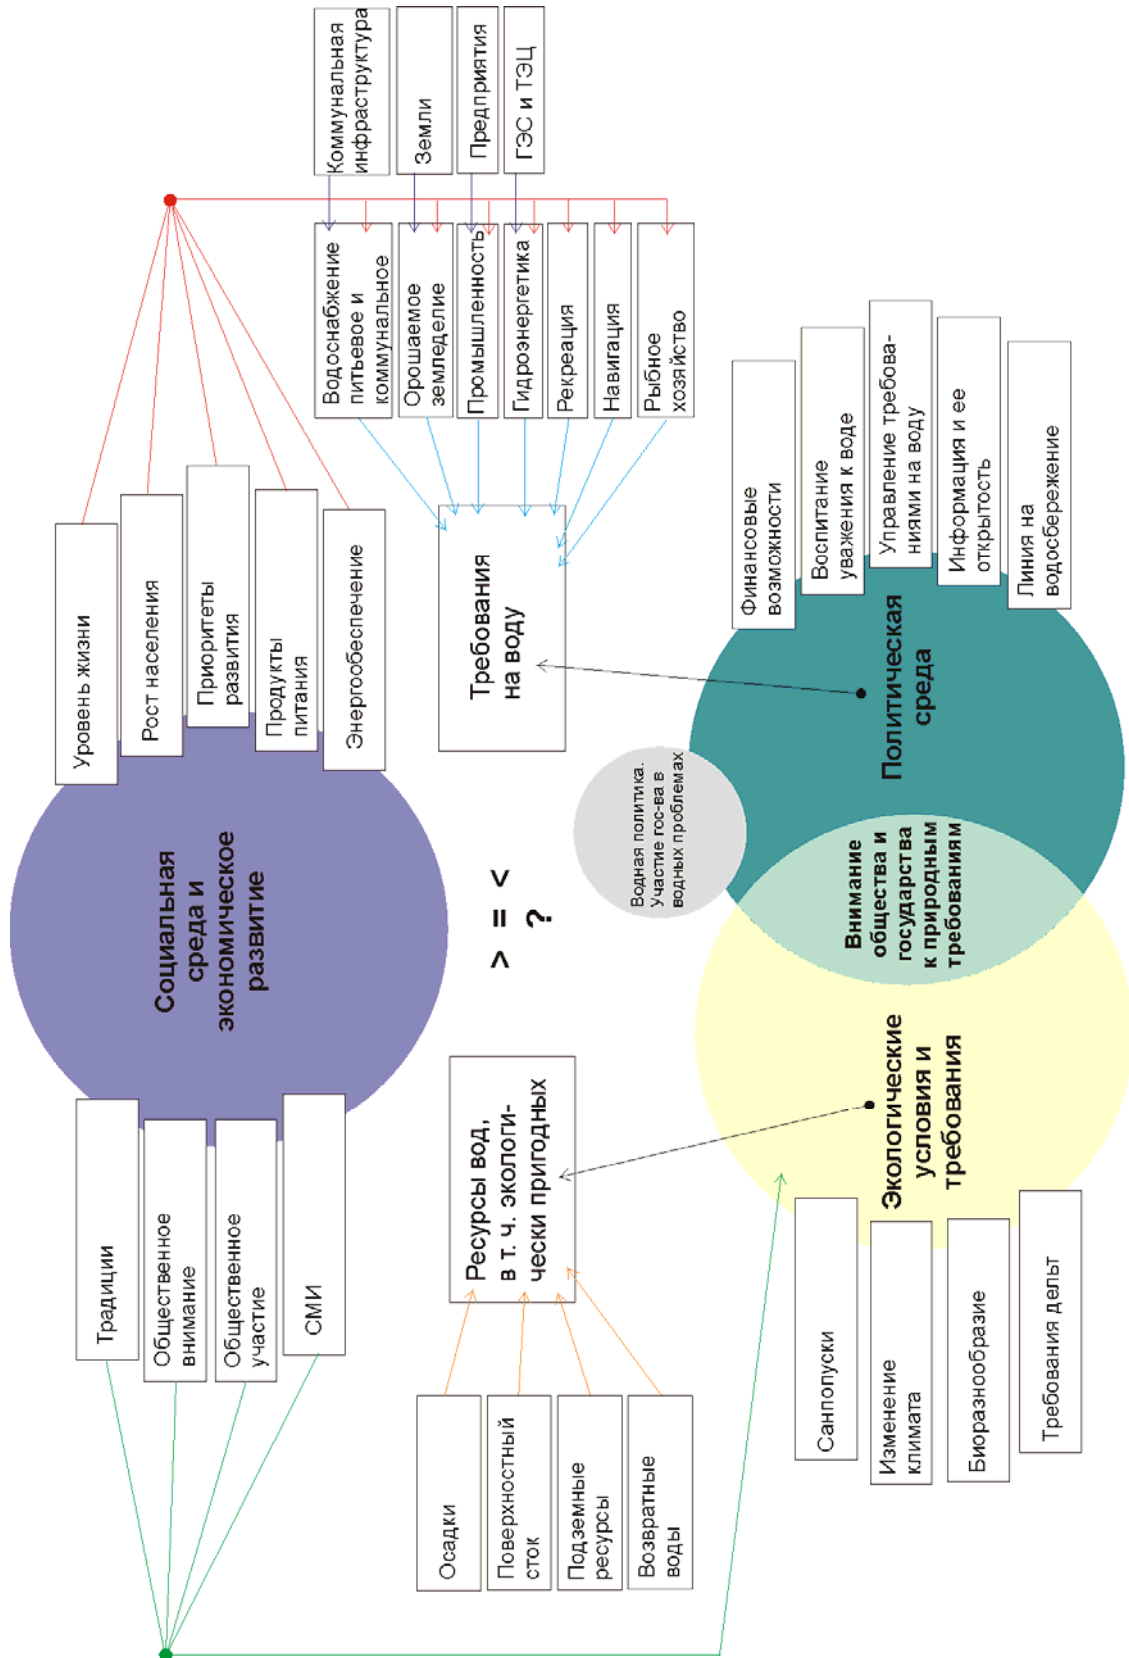 Традиции
Общественное
внимание
Общественное
участие
СМИ
Социальная
среда и
экономическое
развитие
Уровень жизни
Рост населения
Приоритеты
развития
Продукты
питания
Энергообеспечение
Осадки
Поверхностный
сток
Подземные
ресурсы
Возвратные
воды
Ресурсы вод,
в т. ч. экологи-
чески пригодных
> = <
?
Требования
на воду
Водоснабжение
питьевое и
коммунальное
Орошаемое
земледелие
Промышленность
Гидроэнергетика
Рекреация
Навигация
Рыбное
хозяйство
Коммунальная
инфраструктура
Земли
Предприятия
ГЭС и ТЭЦ
Водная политика.
Участие гос-ва в
водных проблемах
Санпопуски
Изменение
климата
Биоразнообразие
Требования дельт
Экологические
условия и
требования
Внимание
общества и
государства
к природным
требованиям
Политическая
среда
Финансовые
возможности
Воспитание
уважения к воде
Управление требова-
ниями на воду
Информация и ее
открытость
Линия на
водосбережение